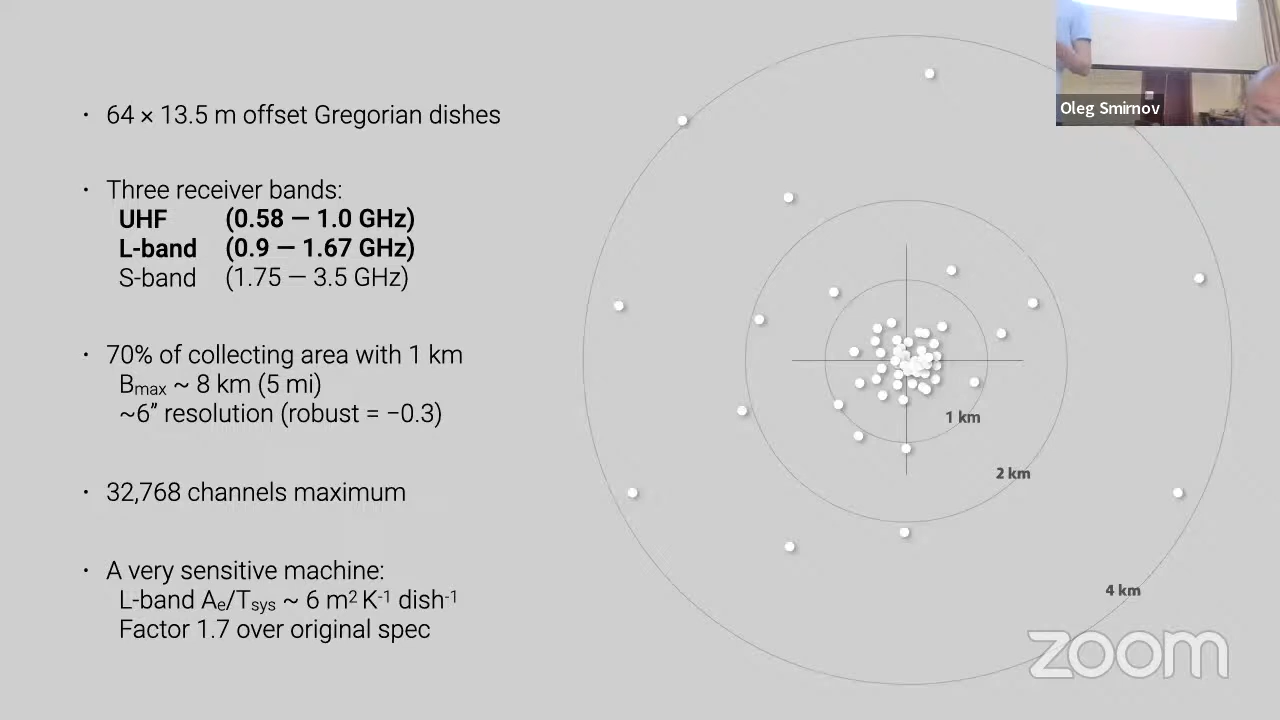 • 64 × 13.5 m offset Gregorian dishes
• Three receiver bands:
UHF (0.58 — 1.0 GHz)
L-band (0.9 — 1.67 GHz)
S-band (1.75 — 3.5 GHz)
• 70% of collecting area with 1 km
Bmax ~ 8 km (5 mi)
~6” resolution (robust = −0.3)
• 32,768 channels maximum
• A very sensitive machine:
L-band Ae/Tsys ~ 6 m2 K-1 dish-1
Factor 1.7 over original spec
1 km
2 km
4 km
Oleg Smirnov
zoom